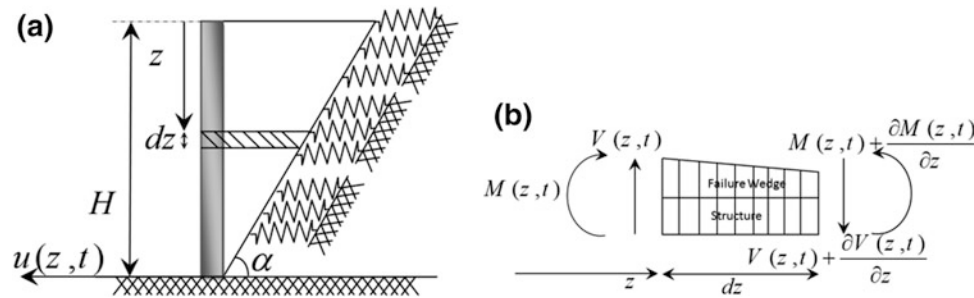 (a)
z
dz
H
u(z,t)
α
(b)
V(z,t)
M(z,t)+∂M(z,t)/∂z
M(z,t)
Failure Wedge
Structure
V(z,t)+∂V(z,t)/∂z
z
dz